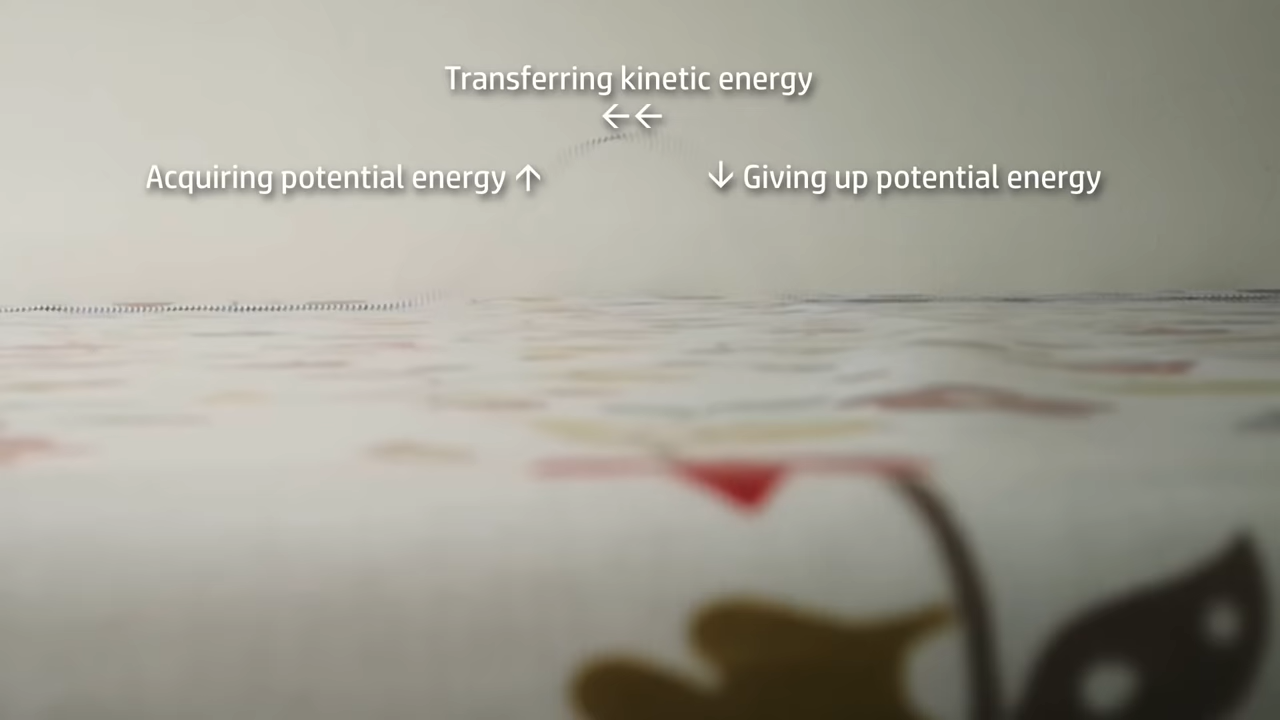 Transferring kinetic energy
←←
Acquiring potential energy ↑
↓ Giving up potential energy